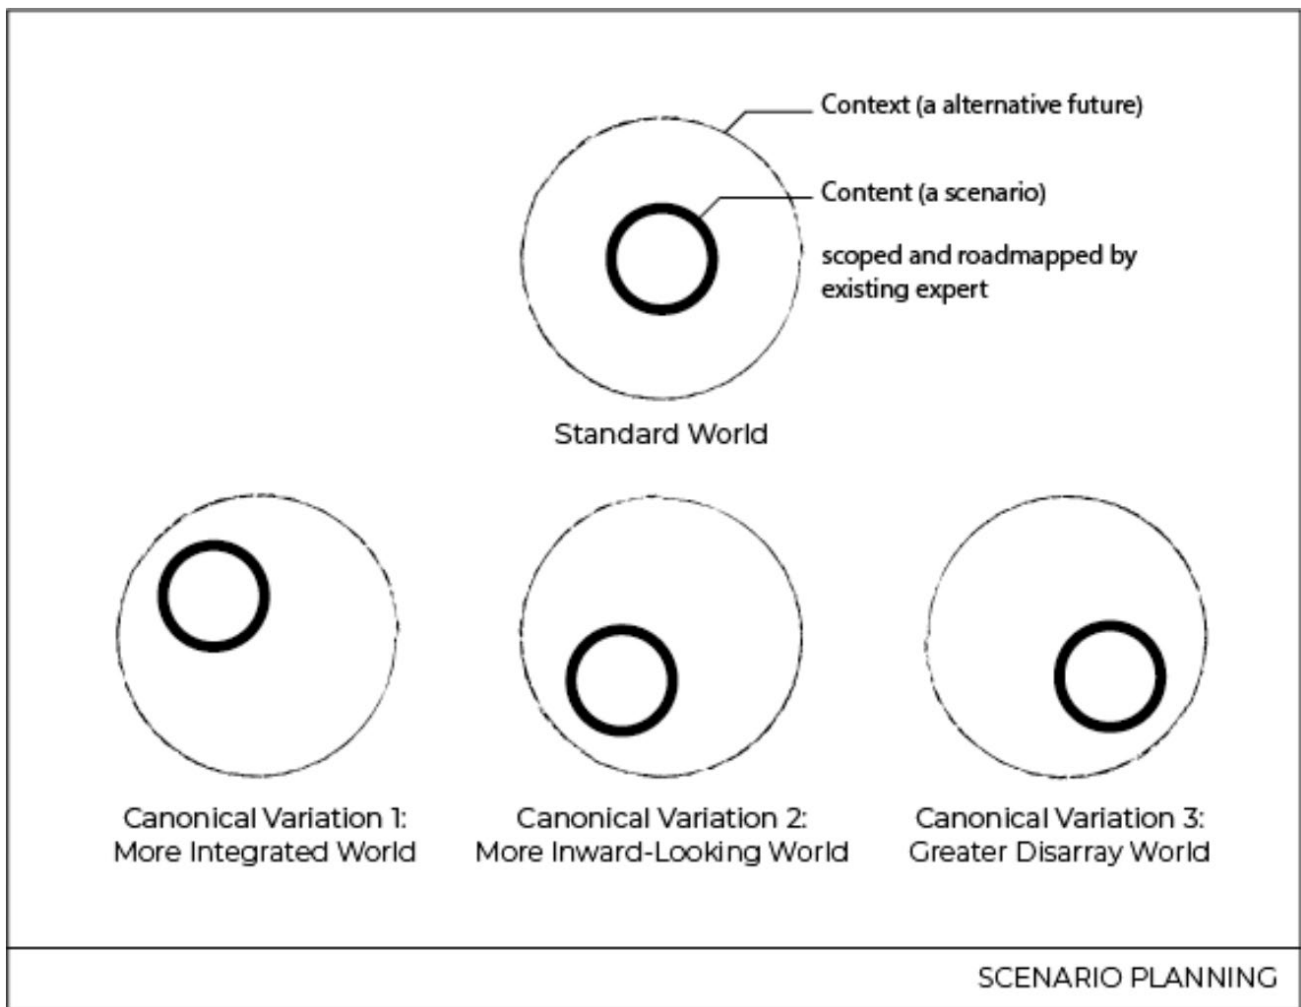 Context (a alternative future)
Content (a scenario)
scoped and roadmapped by
existing expert
Standard World
Canonical Variation 1:
More Integrated World
Canonical Variation 2:
More Inward-Looking World
Canonical Variation 3:
Greater Disarray World
SCENARIO PLANNING